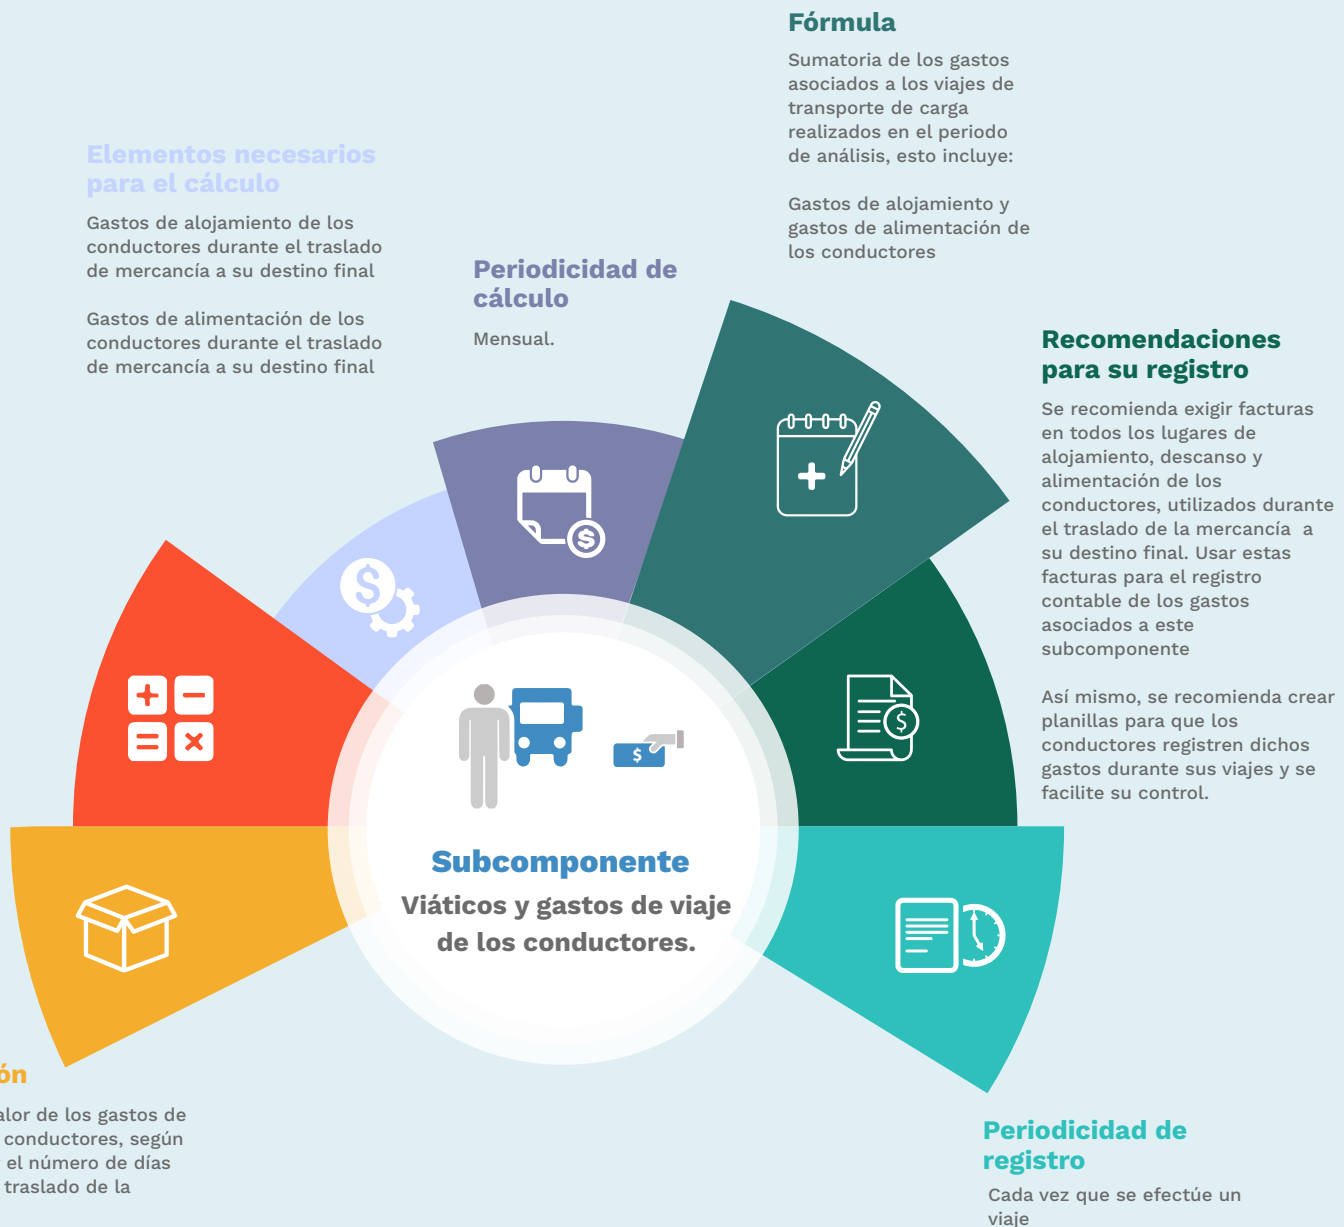 Fórmula
Sumatoria de los gastos
asociados a los viajes de
transporte de carga
realizados en el periodo
de análisis, esto incluye:
Gastos de alojamiento y
gastos de alimentación de
los conductores
Elementos necesarios
para el cálculo
Gastos de alojamiento de los
conductores durante el traslado
de mercancía a su destino final
Gastos de alimentación de los
conductores durante el traslado
de mercancía a su destino final
Periodicidad de
cálculo
Mensual.
Recomendaciones
para su registro
Se recomienda exigir facturas
en todos los lugares de
alojamiento, descanso y
alimentación de los
conductores, utilizados durante
el traslado de la mercancía a
su destino final. Usar estas
facturas para el registro
contable de los gastos
asociados a este
subcomponente
Así mismo, se recomienda crear
planillas para que los
conductores registren dichos
gastos durante sus viajes y se
facilite su control.
Subcomponente
Viáticos y gastos de viaje
de los conductores.
ón
alor de los gastos de
conductores, según
el número de días
traslado de la
Periodicidad de
registro
Cada vez que se efectúe un
viaje